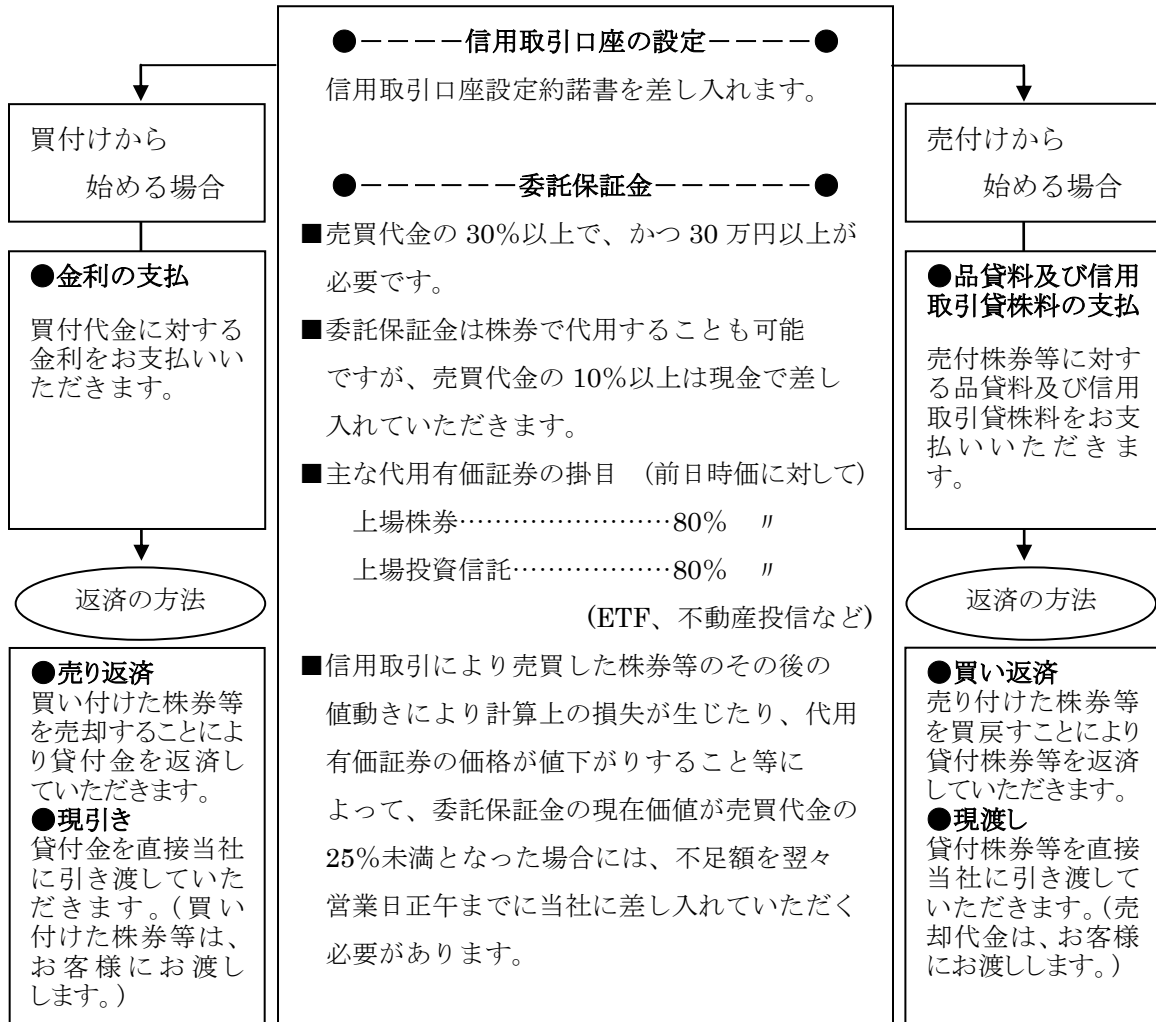 ●－－－－信用取引口座の設定－－－－●
信用取引口座設定約諾書を差し入れます。
●－－－－－－委託保証金－－－－－－●
■売買代金の 30％以上で、かつ 30 万円以上が
必要です。
■委託保証金は株券で代用することも可能
ですが、売買代金の 10％以上は現金で差し
入れていただきます。
■主な代用有価証券の掛目　(前日時価に対して)
上場株券……………………80％　〃
上場投資信託………………80％　〃
(ETF、不動産投信など)
■信用取引により売買した株券等のその後の
値動きにより計算上の損失が生じたり、代用
有価証券の価格が値下がりすること等に
よって、委託保証金の現在価値が売買代金の
25％未満となった場合には、不足額を翌々
営業日正午までに当社に差し入れていただく
必要があります。
買付けから
始める場合
●金利の支払
買付代金に対する
金利をお支払いい
ただきます。
返済の方法
●売り返済
買い付けた株券等
を売却することによ
り貸付金を返済し
ていただきます。
●現引き
貸付金を直接当社
に引き渡していた
だきます。(買い
付けた株券等は、
お客様にお渡し
します。)
売付けから
始める場合
●品貸料及び信用
取引貸株料の支払
売付株券等に対す
る品貸料及び信用
取引貸株料をお支
払いいただきま
す。
返済の方法
●買い返済
売り付けた株券等
を買戻すことにより
貸付株券等を返済
していただきます。
●現渡し
貸付株券等を直接
当社に引き渡して
いただきます。(売
却代金は、お客様
にお渡しします。)